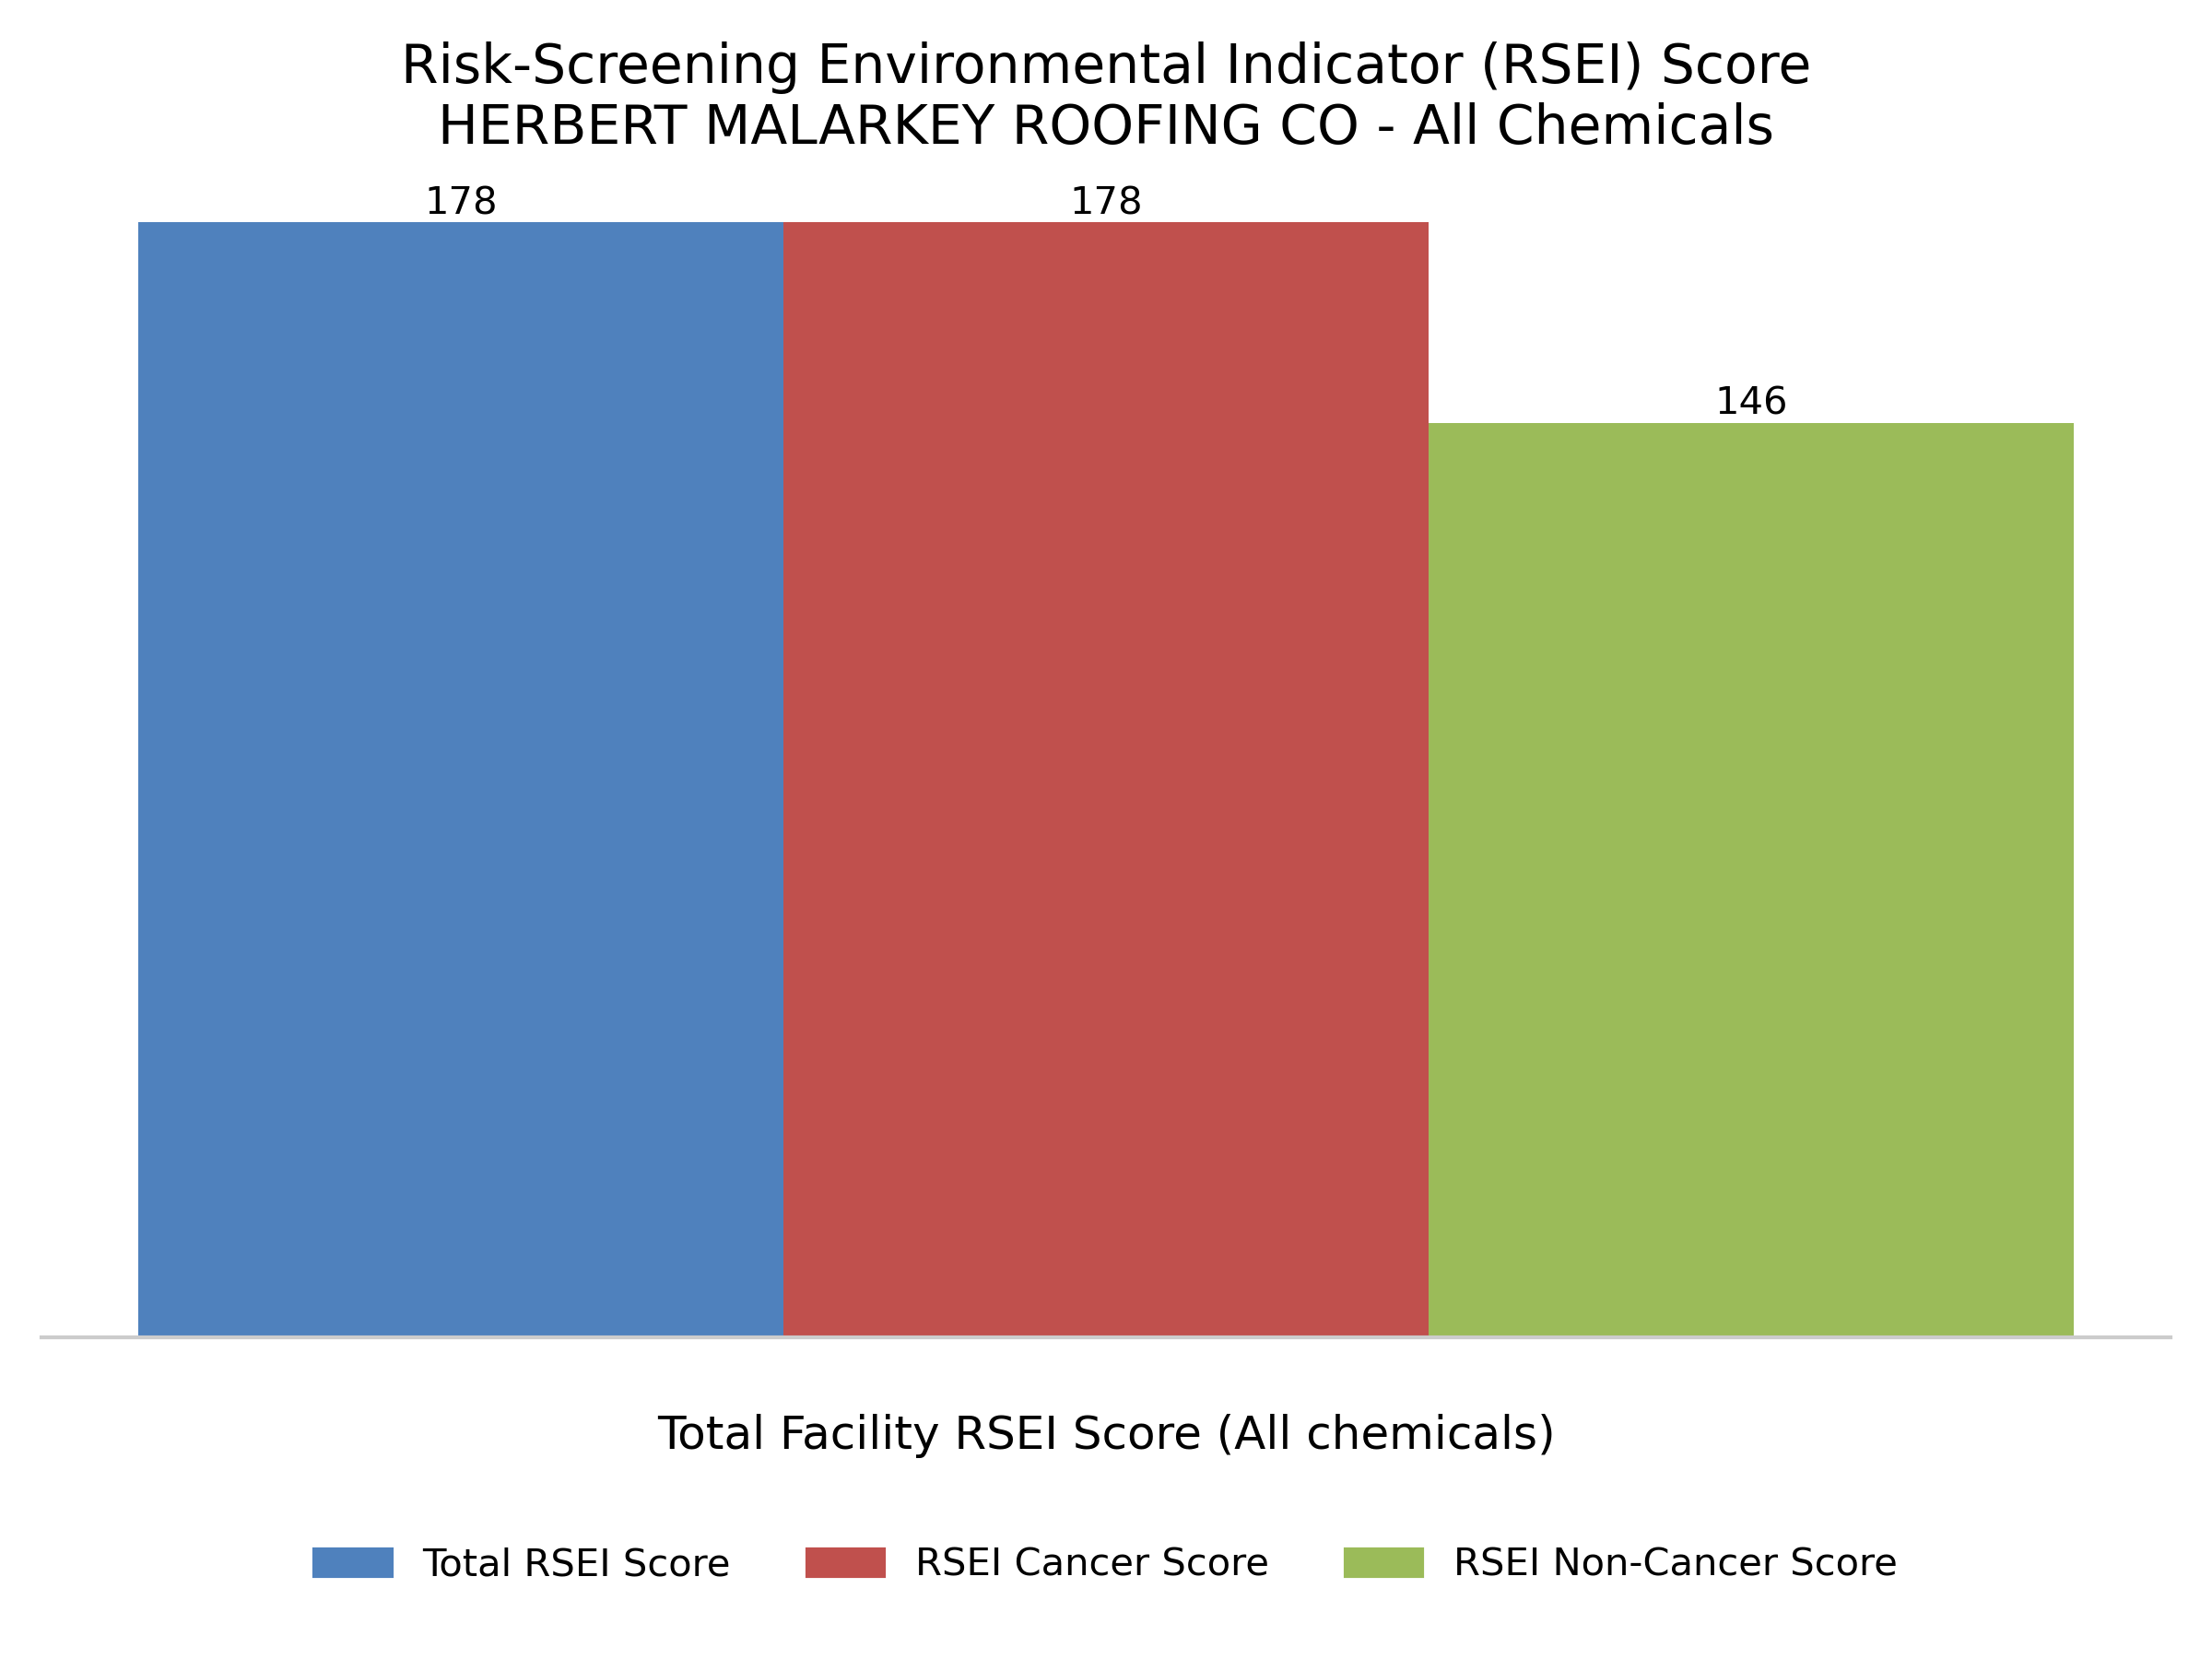 Risk-Screening Environmental Indicator (RSEI) Score
HERBERT MALARKEY ROOFING CO - All Chemicals
178
178
146
Total Facility RSEI Score (All chemicals)
Total RSEI Score
RSEI Cancer Score
RSEI Non-Cancer Score